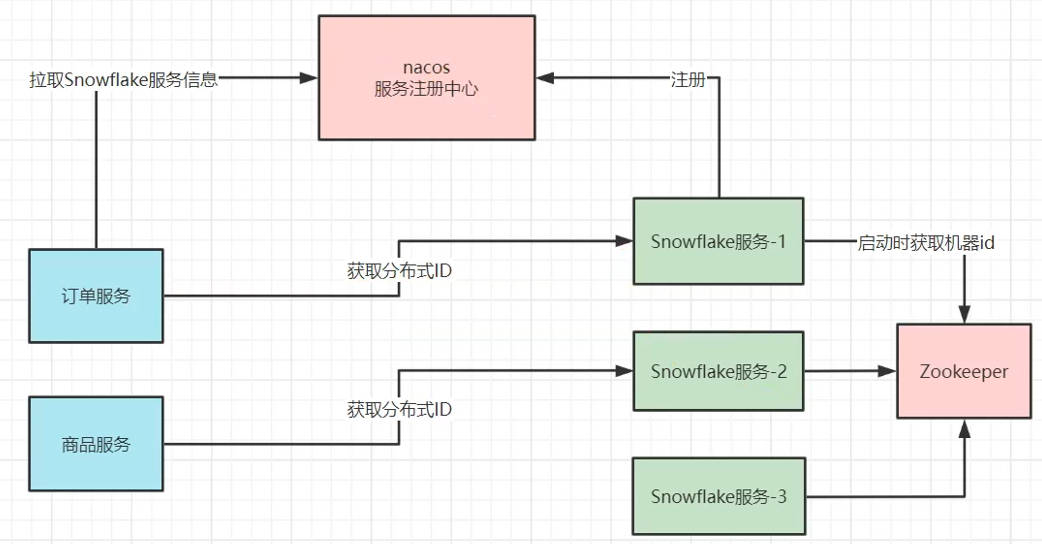 nacos
服务注册中心
拉取Snowflake服务信息
注册
Snowflake服务-1
启动时获取机器id
获取分布式ID
订单服务
Snowflake服务-2
Zookeeper
获取分布式ID
商品服务
Snowflake服务-3